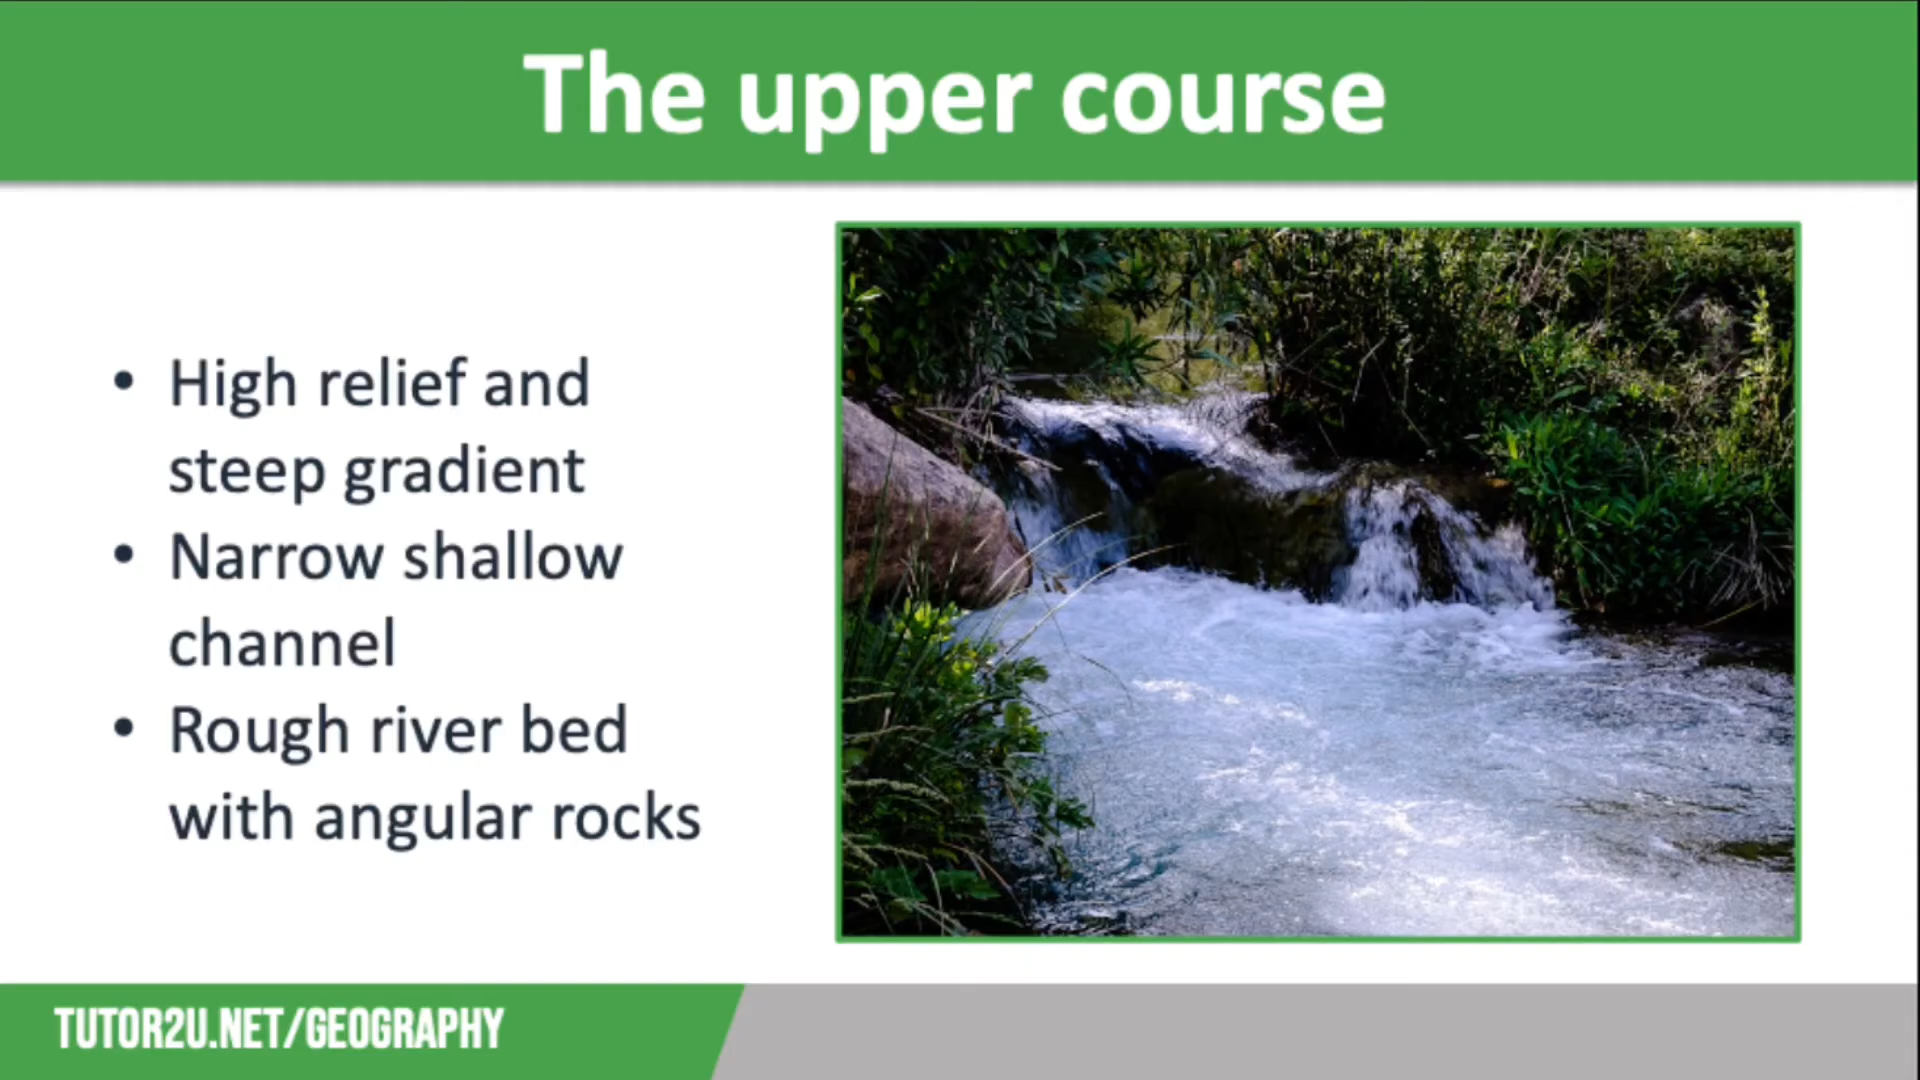 The upper course
• High relief and
steep gradient
• Narrow shallow
channel
• Rough river bed
with angular rocks
TUTOR2U.NET/GEOGRAPHY